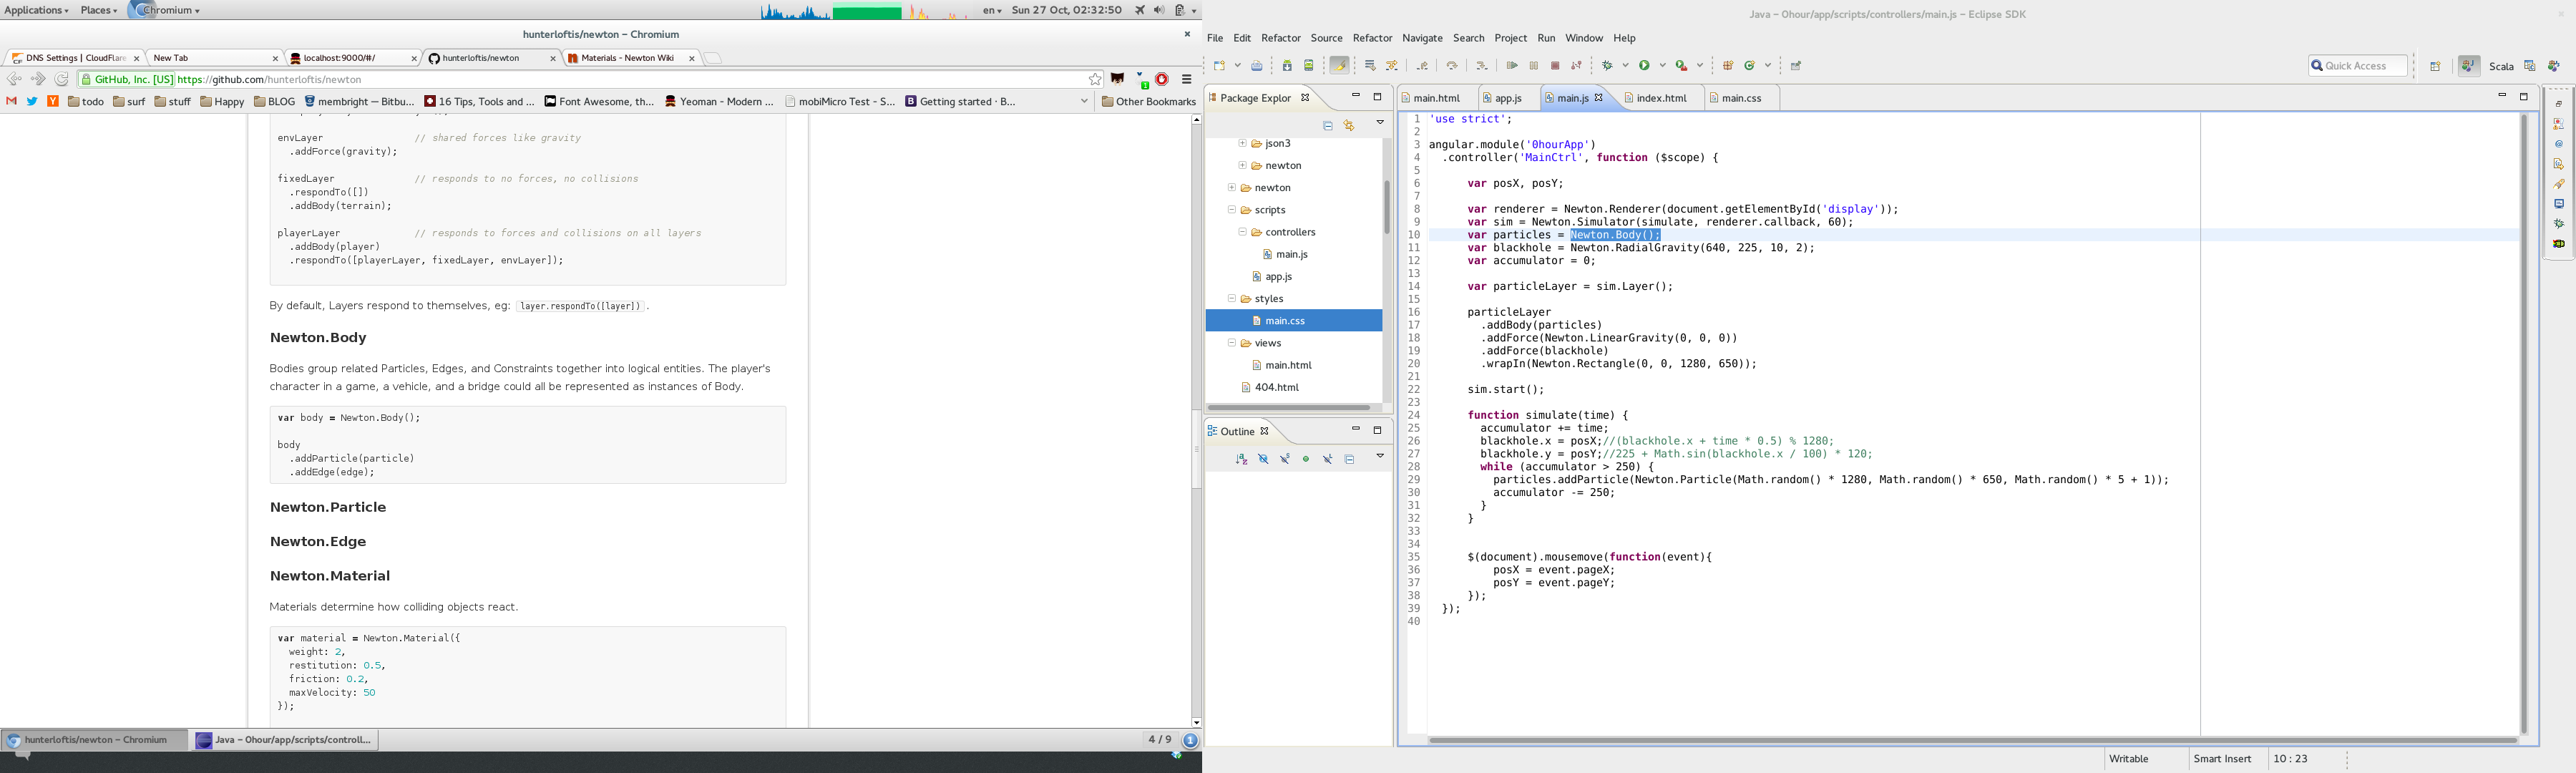 Applications Places Chromium
en Sun 27 Oct, 02:32:50
hunterloftis/newton – Chromium
DNS Settings | CloudFlare
New Tab
localhost:9000/#/
hunterloftis/newton
Materials - Newton Wiki
GitHub, Inc. [US] https://github.com/hunterloftis/newton
todo
surf
stuff
Happy
BLOG
membright — Bitbu...
16 Tips, Tools and ...
Font Awesome, th...
Yeoman - Modern ...
mobiMicro Test - S...
Getting started · B...
Other Bookmarks
envLayer // shared forces like gravity
.addForce(gravity);
fixedLayer // responds to no forces, no collisions
.respondTo([])
.addBody(terrain);
playerLayer // responds to forces and collisions on all layers
.addBody(player)
.respondTo([playerLayer, fixedLayer, envLayer]);
By default, Layers respond to themselves, eg: layer.respondTo([layer]) .
Newton.Body
Bodies group related Particles, Edges, and Constraints together into logical entities. The player's
character in a game, a vehicle, and a bridge could all be represented as instances of Body.
var body = Newton.Body();
body
.addParticle(particle)
.addEdge(edge);
Newton.Particle
Newton.Edge
Newton.Material
Materials determine how colliding objects react.
var material = Newton.Material({
weight: 2,
restitution: 0.5,
friction: 0.2,
maxVelocity: 50
});
hunterloftis/newton – Chromium
Java – Ohour/app/scripts/controll...
4 / 9
1
Java – Ohour/app/scripts/controllers/main.js – Eclipse SDK
File Edit Refactor Source Refactor Navigate Search Project Run Window Help
Quick Access
Scala
Package Explor
json3
newton
newton
scripts
controllers
main.js
app.js
styles
main.css
views
main.html
404.html
Outline
main.html
app.js
main.js
index.html
main.css
1 'use strict';
2
3 angular.module('0hourApp')
4 .controller('MainCtrl', function ($scope) {
5
6 var posX, posY;
7
8 var renderer = Newton.Renderer(document.getElementById('display'));
9 var sim = Newton.Simulator(simulate, renderer.callback, 60);
10 var particles = Newton.Body();
11 var blackhole = Newton.RadialGravity(640, 225, 10, 2);
12 var accumulator = 0;
13
14 var particleLayer = sim.Layer();
15
16 particleLayer
17 .addBody(particles)
18 .addForce(Newton.LinearGravity(0, 0, 0))
19 .addForce(blackhole)
20 .wrapIn(Newton.Rectangle(0, 0, 1280, 650));
21
22 sim.start();
23
24 function simulate(time) {
25 accumulator += time;
26 blackhole.x = posX;//(blackhole.x + time * 0.5) % 1280;
27 blackhole.y = posY;//225 + Math.sin(blackhole.x / 100) * 120;
28 while (accumulator > 250) {
29 particles.addParticle(Newton.Particle(Math.random() * 1280, Math.random() * 650, Math.random() * 5 + 1));
30 accumulator -= 250;
31 }
32 }
33
34
35 $(document).mousemove(function(event){
36 posX = event.pageX;
37 posY = event.pageY;
38 });
39 });
40
Writable
Smart Insert
10 : 23